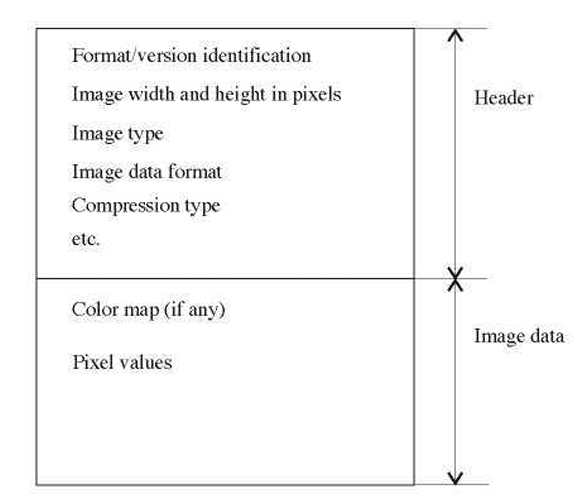 Format/version identification
Image width and height in pixels
Header
Image type
Image data format
Compression type
etc.
Color map (if any)
Image data
Pixel values